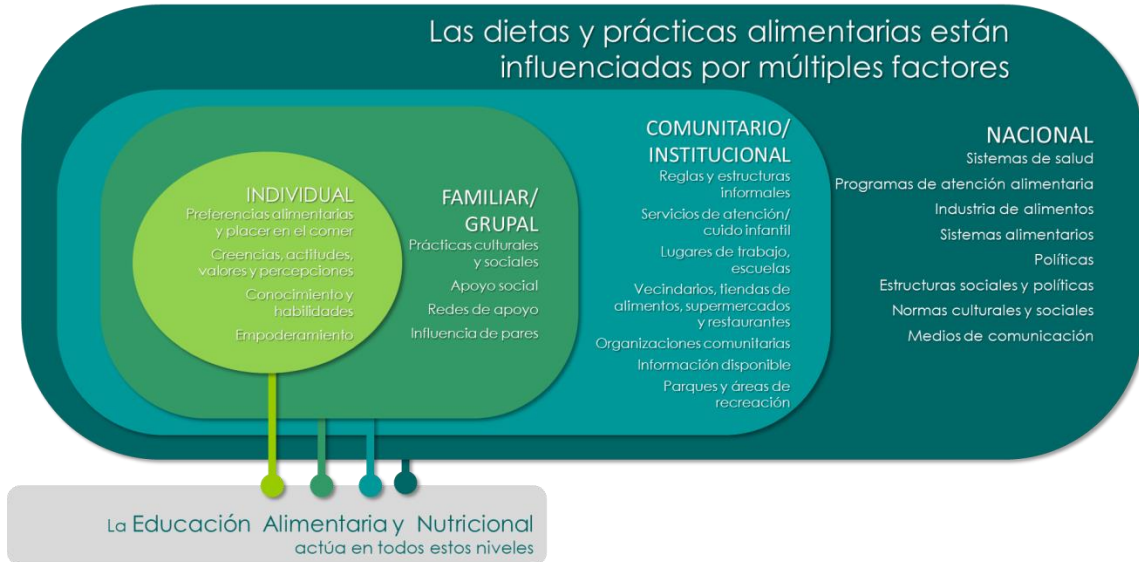 Las dietas y prácticas alimentarias están
influenciadas por múltiples factores
INDIVIDUAL
Preferencias alimentarias
y placer en el comer
Creencias, actitudes,
valores y percepciones
Conocimiento y
habilidades
Empoderamiento
FAMILIAR/
GRUPAL
Prácticas culturales
y sociales
Apoyo social
Redes de apoyo
Influencia de pares
COMUNITARIO/
INSTITUCIONAL
Reglas y estructuras
informales
Servicios de atención/
cuido infantil
Lugares de trabajo,
escuelas
Vecindarios, tiendas de
alimentos, supermercados
y restaurantes
Organizaciones comunitarias
Información disponible
Parques y áreas de
recreación
NACIONAL
Sistemas de salud
Programas de atención alimentaria
Industria de alimentos
Sistemas alimentarios
Políticas
Estructuras sociales y políticas
Normas culturales y sociales
Medios de comunicación
La Educación Alimentaria y Nutricional
actúa en todos estos niveles